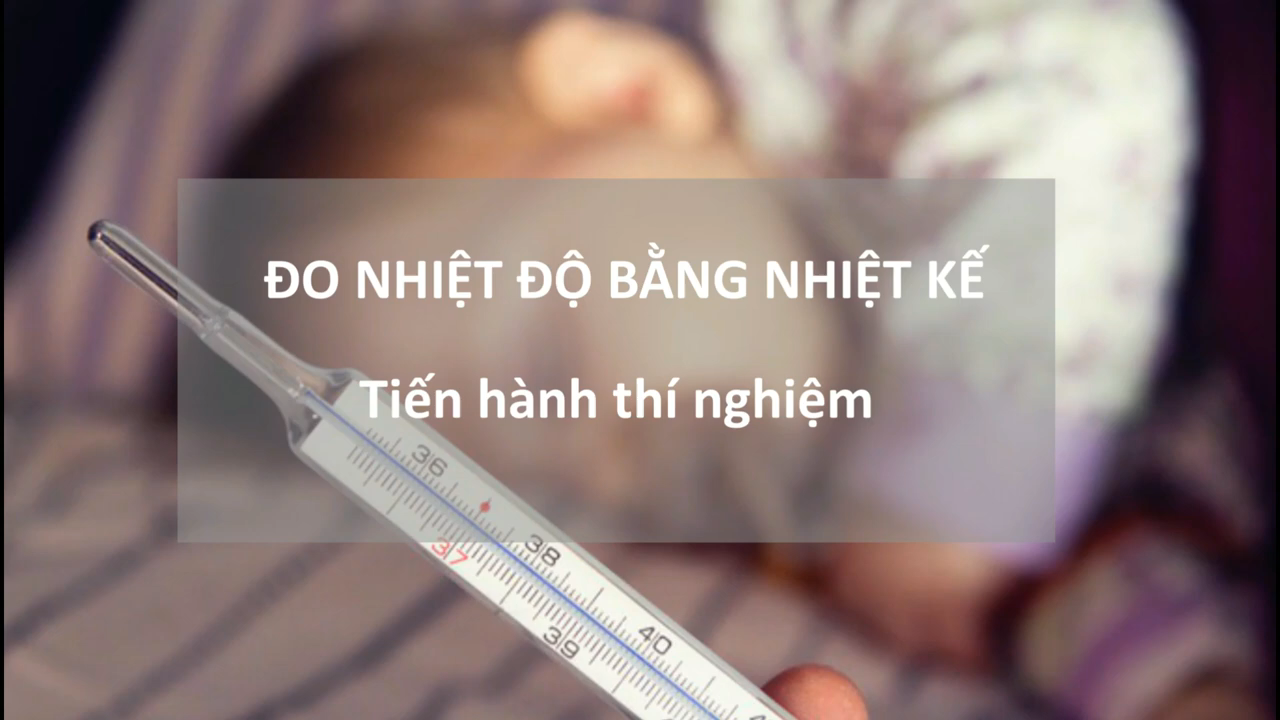 ĐO NHIỆT ĐỘ BẰNG NHIỆT KẾ
Tiến hành thí nghiệm
36
37
38
39
40